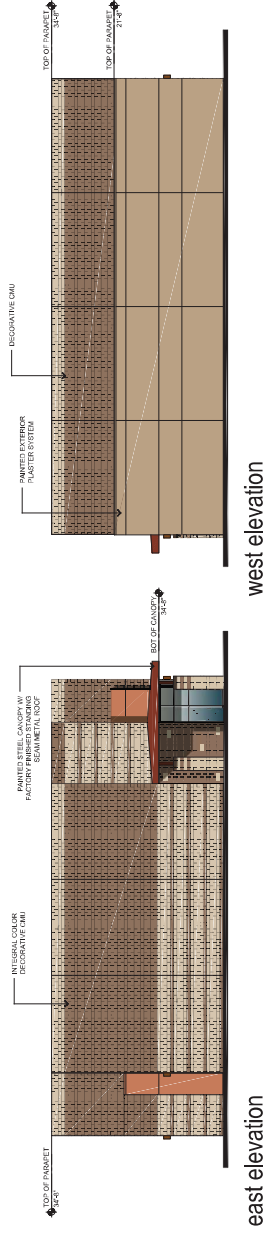 TOP OF PARAPET
34'-8"
INTEGRAL COLOR
DECORATIVE CMU
PAINTED STEEL CANOPY W/
FACTORY FINISHED STANDING
SEAM METAL ROOF
BOT OF CANOPY
34'-8"
east elevation
PAINTED EXTERIOR
PLASTER SYSTEM
DECORATIVE CMU
TOP OF PARAPET
34'-8"
TOP OF PARAPET
21'-8"
west elevation